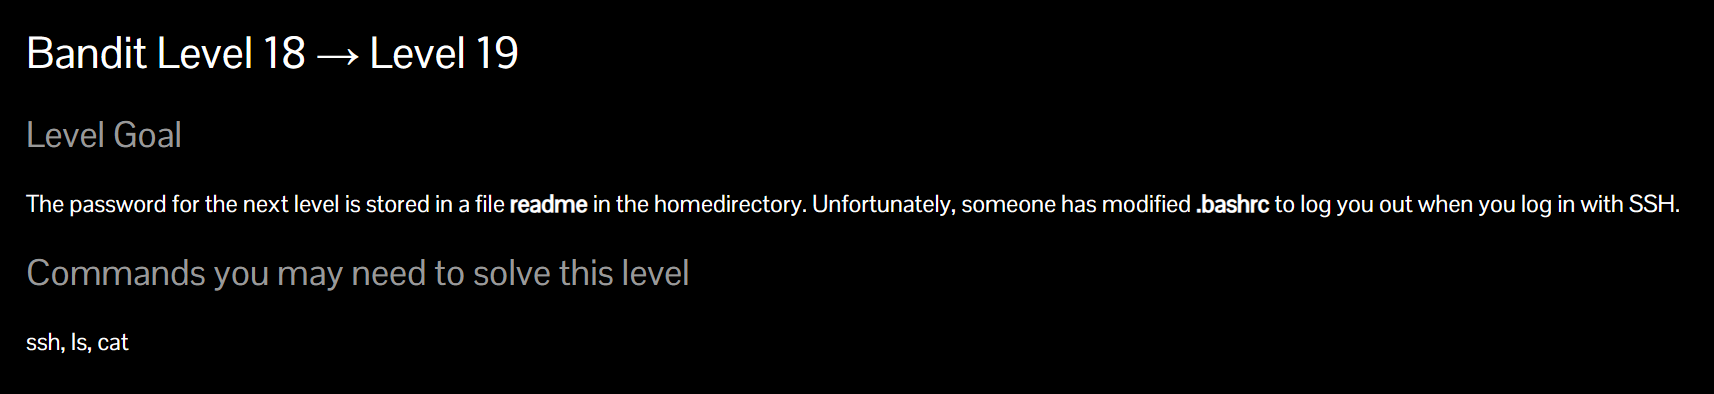 Bandit Level 18 → Level 19
Level Goal
The password for the next level is stored in a file readme in the homedirectory. Unfortunately, someone has modified .bashrc to log you out when you log in with SSH.
Commands you may need to solve this level
ssh, ls, cat